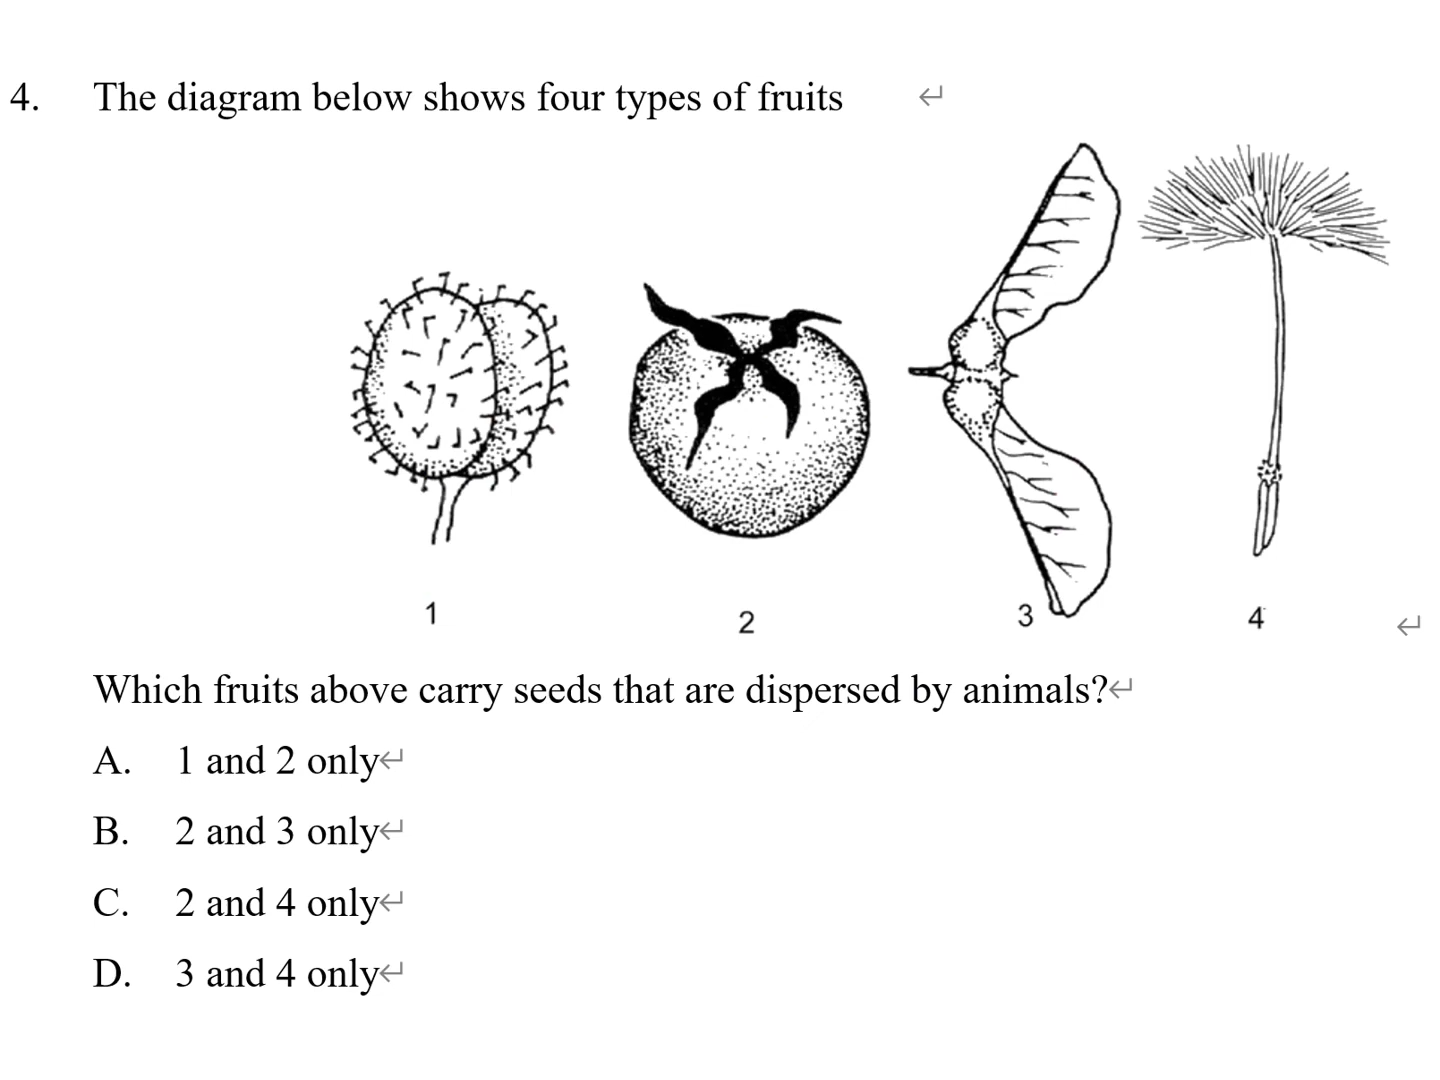 4. The diagram below shows four types of fruits
1 2 3 4
Which fruits above carry seeds that are dispersed by animals?
A. 1 and 2 only
B. 2 and 3 only
C. 2 and 4 only
D. 3 and 4 only